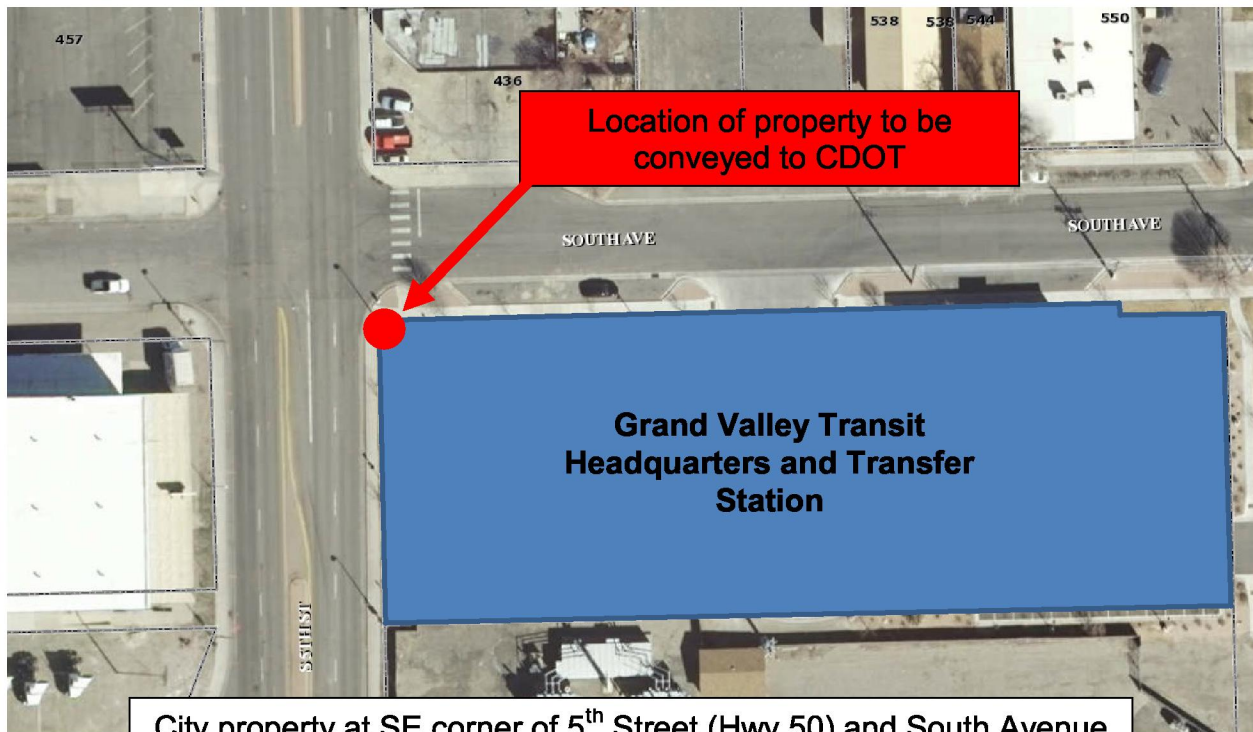 457
436
538
538
544
550
Location of property to be
conveyed to CDOT
SOUTH AVE
SOUTH AVE
Grand Valley Transit
Headquarters and Transfer
Station
S 5TH ST
City property at SE corner of 5th Street (Hwy 50) and South Avenue